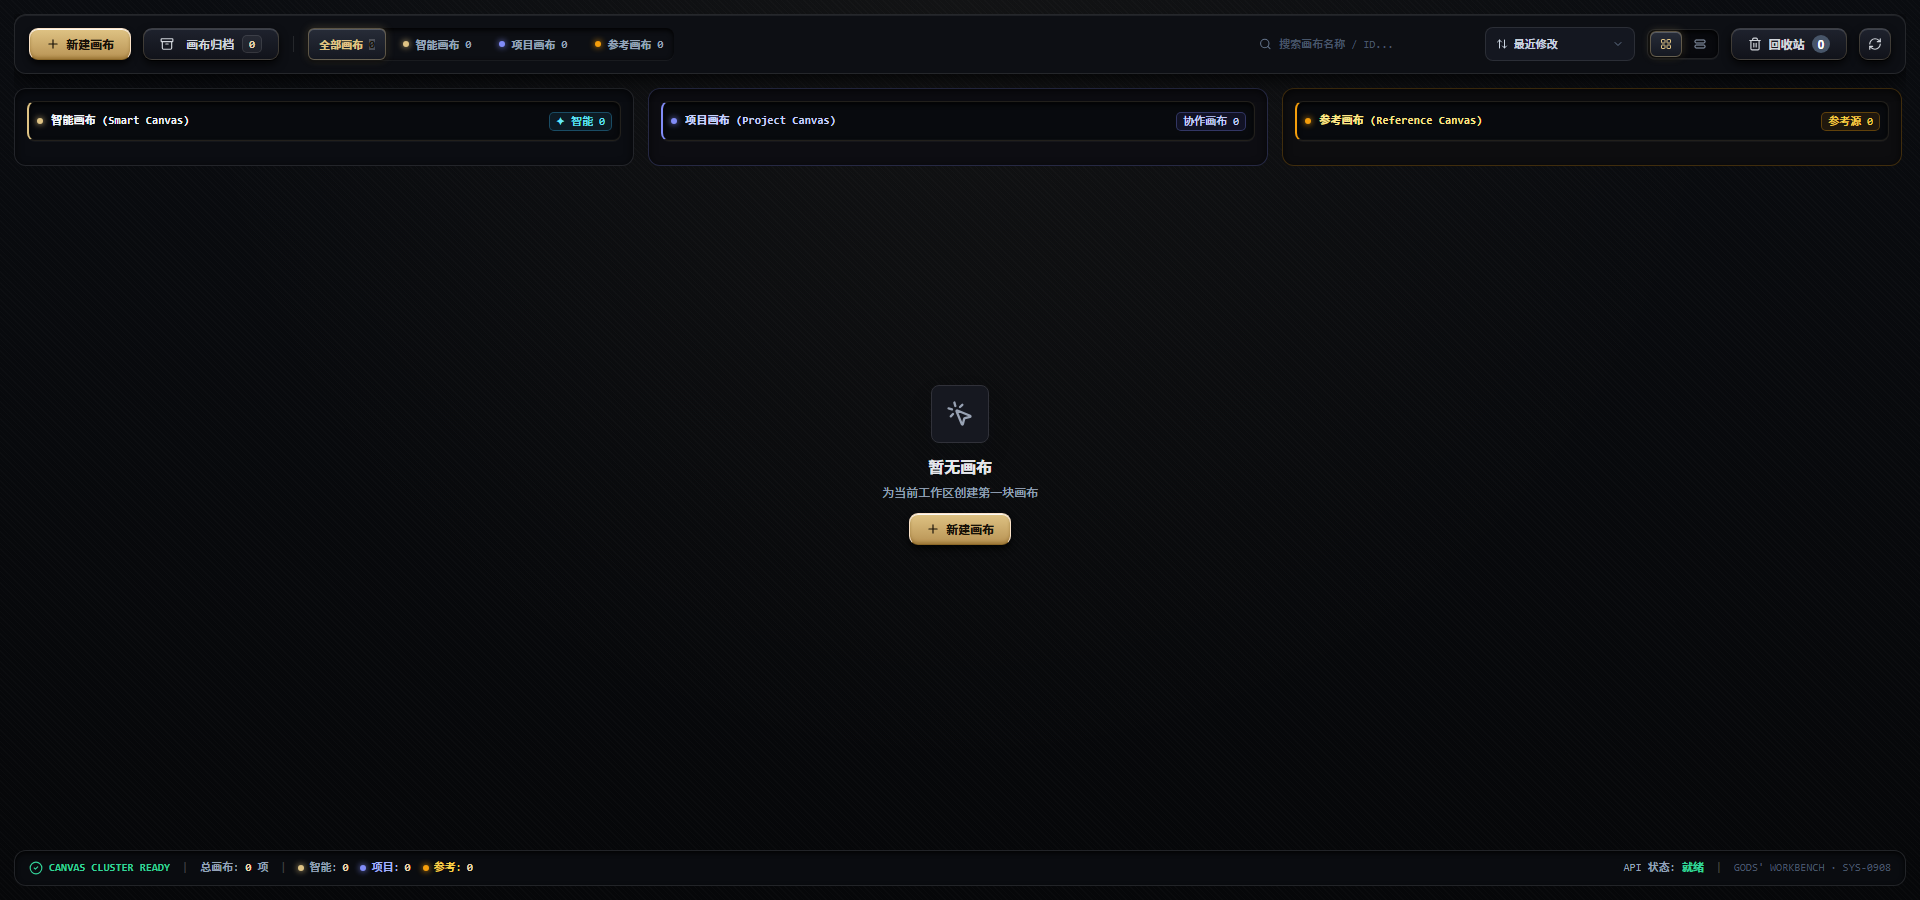 新建画布
画布归档 0
全部画布
智能画布 0
项目画布 0
参考画布 0
搜索画布名称 / ID...
最近修改
回收站 0
智能画布 (Smart Canvas)
✦ 智能 0
项目画布 (Project Canvas)
协作画布 0
参考画布 (Reference Canvas)
参考源 0
暂无画布
为当前工作区创建第一块画布
新建画布
CANVAS CLUSTER READY | 总画布: 0 项 | 智能: 0 项目: 0 参考: 0
API 状态: 就绪 | GODS' WORKBENCH · SYS-0908